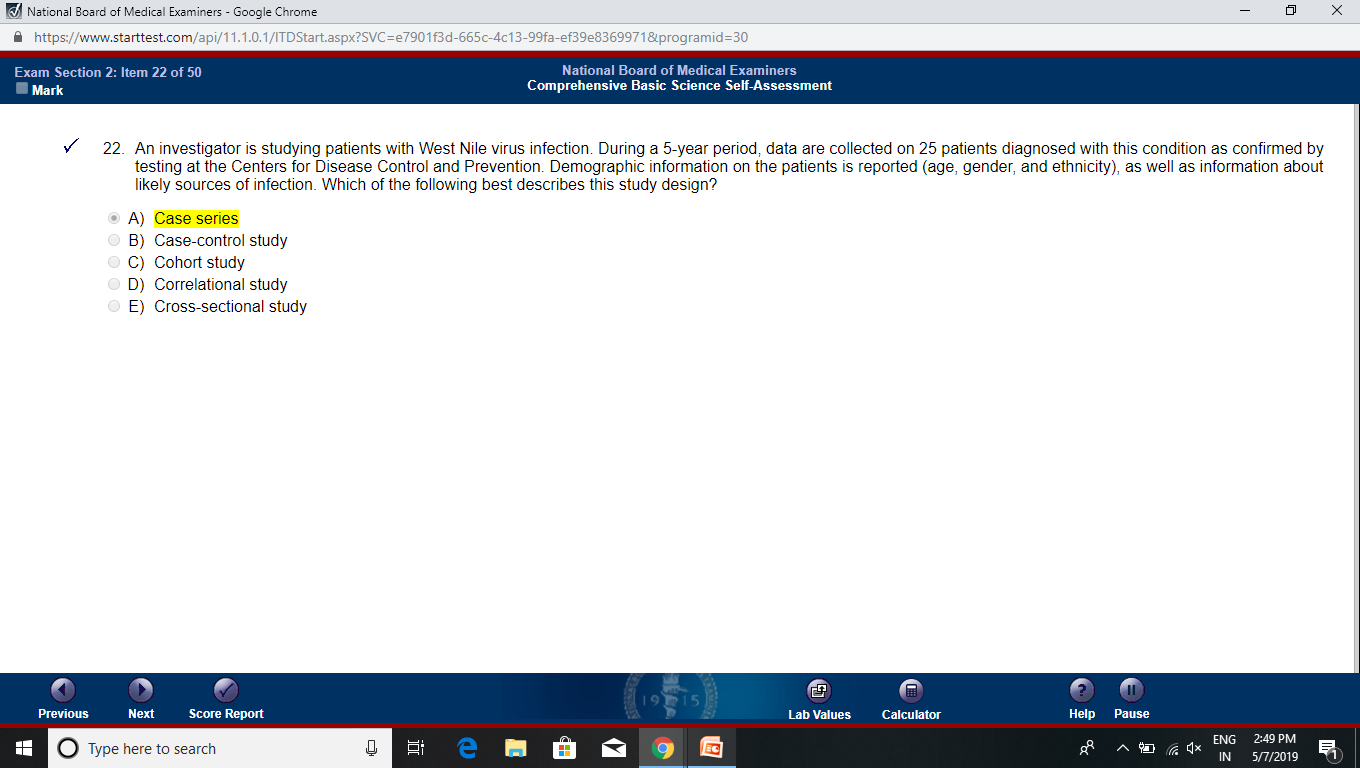 National Board of Medical Examiners - Google Chrome
https://www.starttest.com/api/11.1.0.1/ITDStart.aspx?SVC=e7901f3d-665c-4c13-99fa-ef39e8369971&programid=30
Exam Section 2: Item 22 of 50
National Board of Medical Examiners
Mark
Comprehensive Basic Science Self-Assessment
22. An investigator is studying patients with West Nile virus infection. During a 5-year period, data are collected on 25 patients diagnosed with this condition as confirmed by
testing at the Centers for Disease Control and Prevention. Demographic information on the patients is reported (age, gender, and ethnicity), as well as information about
likely sources of infection. Which of the following best describes this study design?
A) Case series
B) Case-control study
C) Cohort study
D) Correlational study
E) Cross-sectional study
19 15
Previous Next Score Report Lab Values Calculator Help Pause
Type here to search
ENG 2:49 PM
IN 5/7/2019
1